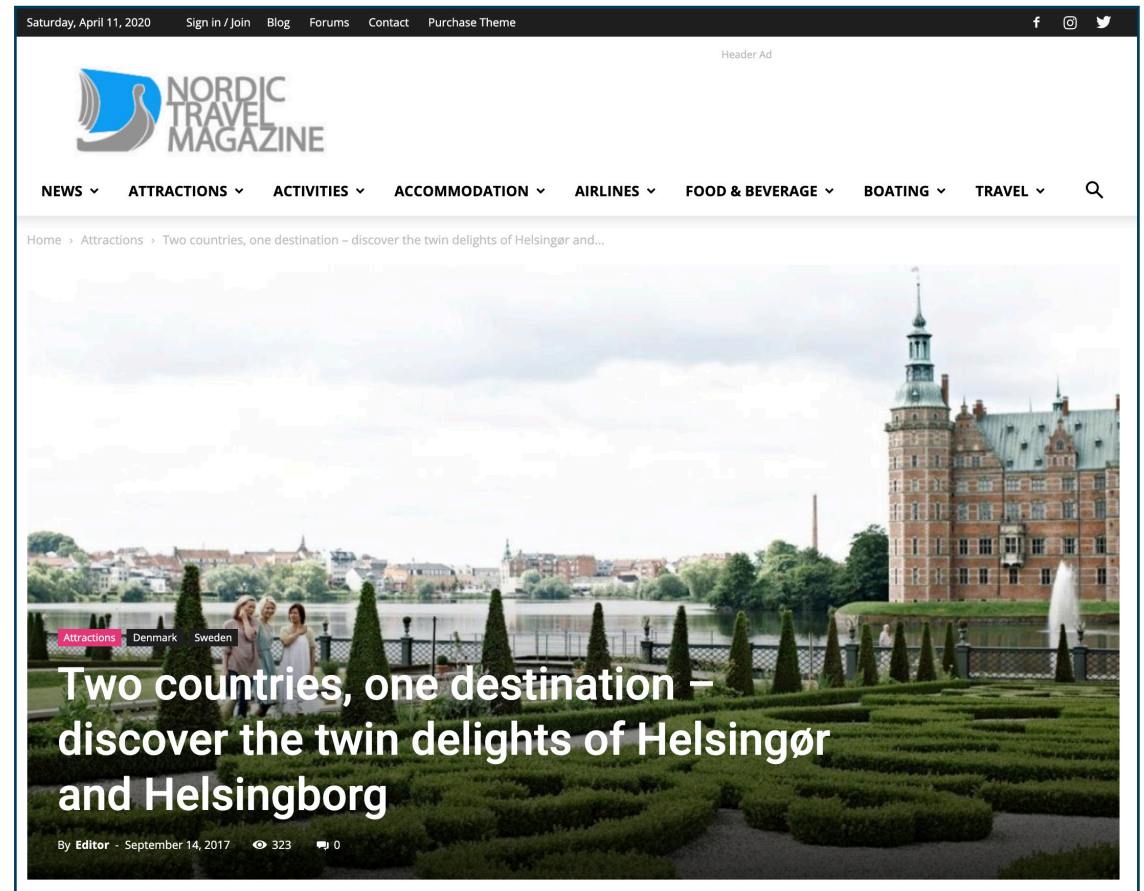 Saturday, April 11, 2020 Sign in / Join Blog Forums Contact Purchase Theme
Header Ad
NORDIC
TRAVEL
MAGAZINE
NEWS ATTRACTIONS ACTIVITIES ACCOMMODATION AIRLINES FOOD & BEVERAGE BOATING TRAVEL
Home › Attractions › Two countries, one destination – discover the twin delights of Helsingør and...
Attractions Denmark Sweden
Two countries, one destination –
discover the twin delights of Helsingør
and Helsingborg
By Editor - September 14, 2017 323 0